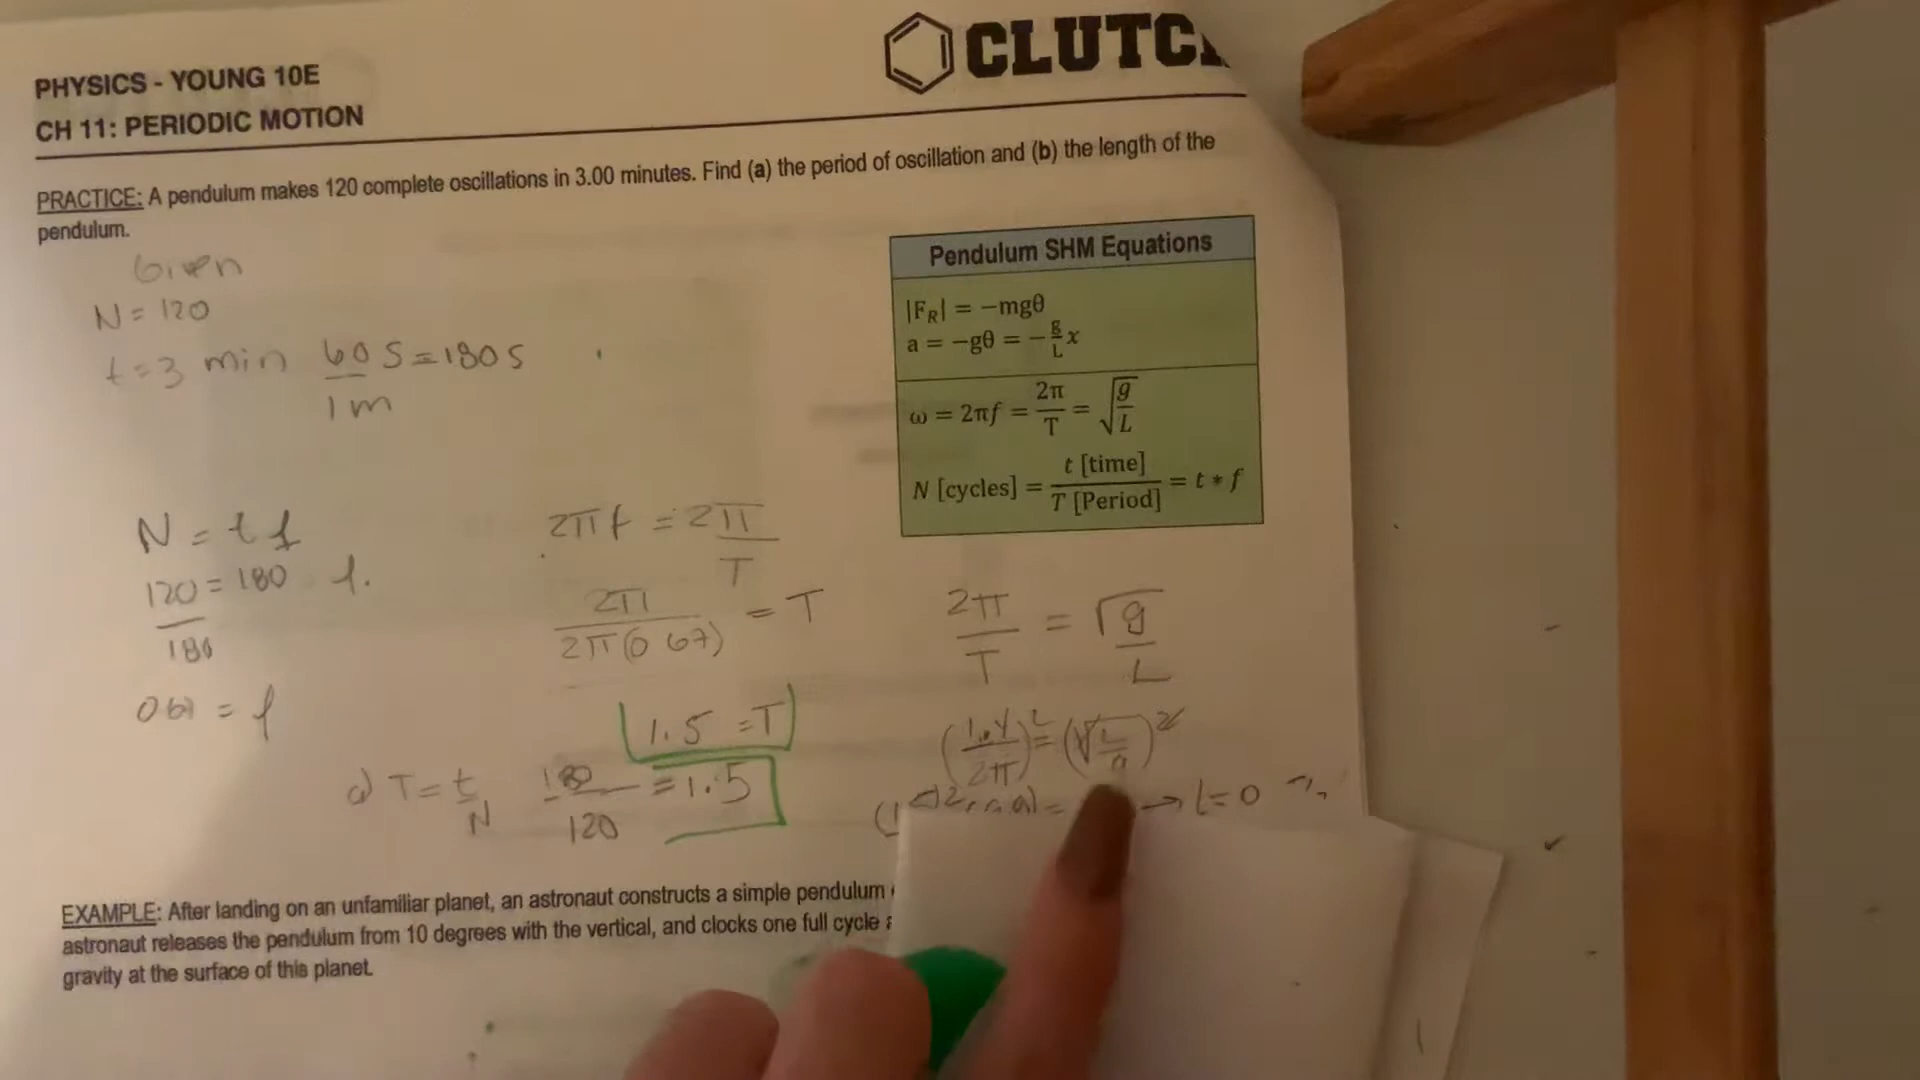 CLUTC
PHYSICS - YOUNG 10E
CH 11: PERIODIC MOTION
PRACTICE: A pendulum makes 120 complete oscillations in 3.00 minutes. Find (a) the period of oscillation and (b) the length of the
pendulum.
Given
N = 120
t = 3 min 60 S = 180 S
1 m
Pendulum SHM Equations
|F_R| = −mgθ
a = −gθ = −g/L x
ω = 2πf = 2π/T = √(g/L)
N [cycles] = t [time] / T [Period] = t * f
N = t f
120 = 180 f.
180
= f
2πf = 2π/T
2π / 2π(0 67) = T
1.5 = T
a) T = t/N 180/120 = 1.5
2π/T = √g/L
→ L = 0
EXAMPLE: After landing on an unfamiliar planet, an astronaut constructs a simple pendulum
astronaut releases the pendulum from 10 degrees with the vertical, and clocks one full cycle
gravity at the surface of this planet.